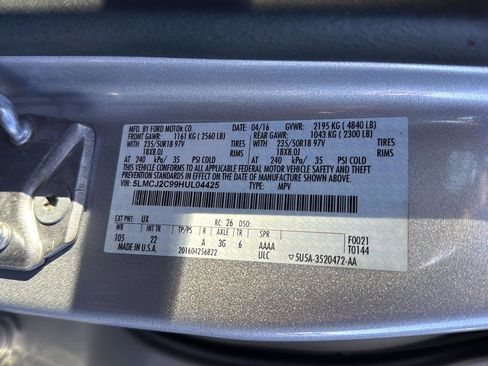 MFD. BY FORD MOTOR CO. DATE: 04/16 GVWR: 2195 KG ( 4840 LB)
FRONT GAWR: 1161 KG ( 2560 LB) REAR GAWR: 1043 KG ( 2300 LB)
WITH 235/50R18 97V TIRES WITH 235/50R18 97V TIRES
18X8.0J RIMS 18X8.0J RIMS
AT 240 kPa/ 35 PSI COLD AT 240 kPa/ 35 PSI COLD
THIS VEHICLE CONFORMS TO ALL APPLICABLE FEDERAL MOTOR VEHICLE SAFETY AND THEFT PREVENTION STANDARDS IN EFFECT ON THE DATE OF MANUFACTURE SHOWN ABOVE.
VIN: 5LMCJ2C99HUL04425 TYPE: MPV
EXT PNT: UX RC: 26 DSO:
WB INT TR TP/PS R AXLE TR SPR
105 22 A 3G 6 AAAA F0021
T0144
MADE IN U.S.A. 201604256822 ULC ▽5U5A-3520472-AA